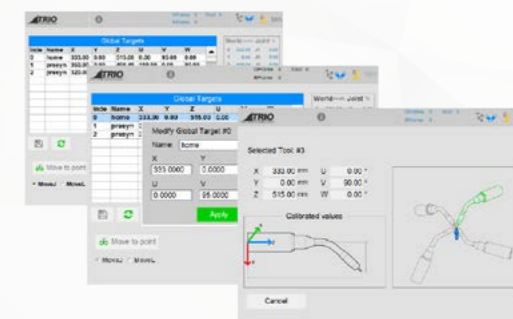 TRIO
Global Targets
Inde Name X Y Z U V W
0 home 333.00 0.00 515.00 0.00 95.00 0.00
1 presyn
2 presyn
Move to point
MoveJ MoveL
TRIO
Global Targets
World --- Joint
Inde Name X Y Z U
0 home 333.00 0.00 515.00 0.00
1 presyn
2 presyn
Modify Global Target #0
Name: home
X Y
333.0000 0.0000
U V
0.0000 95.0000
Apply
Move to point
MoveJ MoveL
TRIO
Selected Tool: #3
X 333.00 mm U 0.00 °
Y 0.00 mm V 90.00 °
Z 515.00 mm W 0.00 °
Calibrated values
Cancel